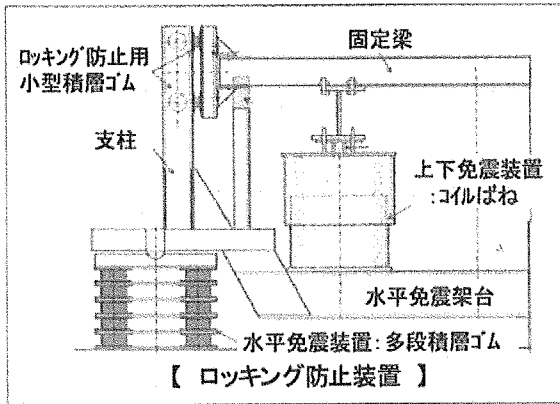 ロッキング防止用
小型積層ゴム
固定梁
支柱
上下免震装置
:コイルばね
水平免震架台
水平免震装置:多段積層ゴム
【 ロッキング防止装置 】